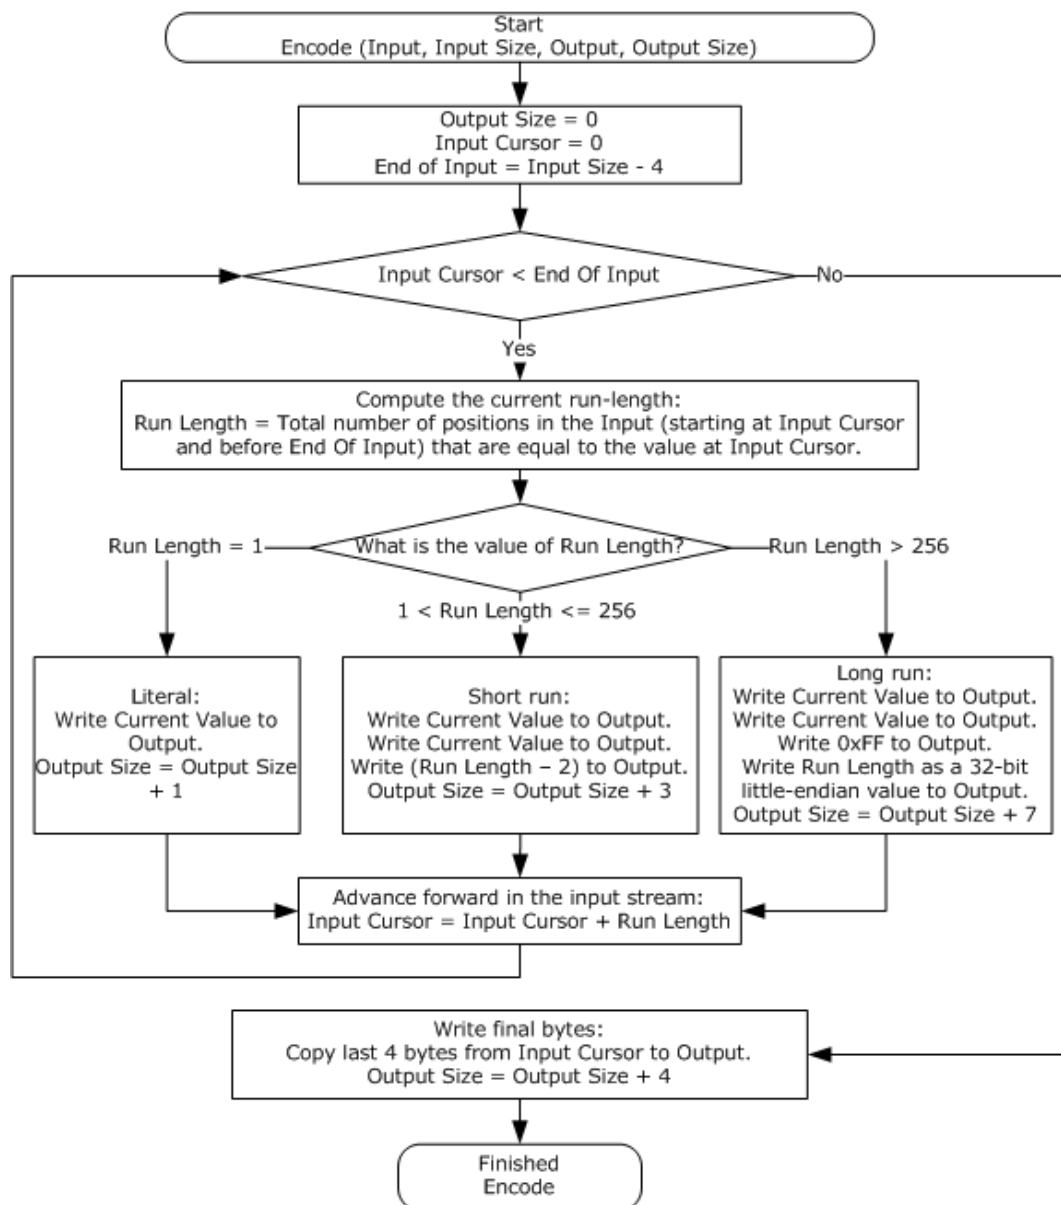 Start
Encode (Input, Input Size, Output, Output Size)
Output Size = 0
Input Cursor = 0
End of Input = Input Size - 4
Input Cursor < End Of Input
No
Yes
Compute the current run-length:
Run Length = Total number of positions in the Input (starting at Input Cursor
and before End Of Input) that are equal to the value at Input Cursor.
What is the value of Run Length?
Run Length = 1
1 < Run Length <= 256
Run Length > 256
Literal:
Write Current Value to
Output.
Output Size = Output Size
+ 1
Short run:
Write Current Value to Output.
Write Current Value to Output.
Write (Run Length – 2) to Output.
Output Size = Output Size + 3
Long run:
Write Current Value to Output.
Write Current Value to Output.
Write 0xFF to Output.
Write Run Length as a 32-bit
little-endian value to Output.
Output Size = Output Size + 7
Advance forward in the input stream:
Input Cursor = Input Cursor + Run Length
Write final bytes:
Copy last 4 bytes from Input Cursor to Output.
Output Size = Output Size + 4
Finished
Encode